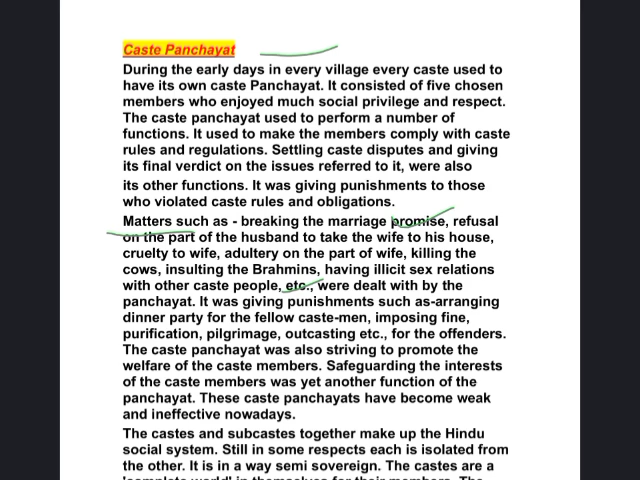 Caste Panchayat
During the early days in every village every caste used to
have its own caste Panchayat. It consisted of five chosen
members who enjoyed much social privilege and respect.
The caste panchayat used to perform a number of
functions. It used to make the members comply with caste
rules and regulations. Settling caste disputes and giving
its final verdict on the issues referred to it, were also
its other functions. It was giving punishments to those
who violated caste rules and obligations.
Matters such as - breaking the marriage promise, refusal
on the part of the husband to take the wife to his house,
cruelty to wife, adultery on the part of wife, killing the
cows, insulting the Brahmins, having illicit sex relations
with other caste people, etc., were dealt with by the
panchayat. It was giving punishments such as-arranging
dinner party for the fellow caste-men, imposing fine,
purification, pilgrimage, outcasting etc., for the offenders.
The caste panchayat was also striving to promote the
welfare of the caste members. Safeguarding the interests
of the caste members was yet another function of the
panchayat. These caste panchayats have become weak
and ineffective nowadays.
The castes and subcastes together make up the Hindu
social system. Still in some respects each is isolated from
the other. It is in a way semi sovereign. The castes are a
'complete world' in themselves for their members. The